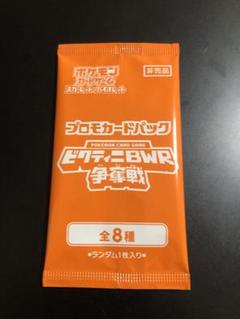 ポケモン
カードゲーム
スカーレット&バイオレット
非売品
プロモカードパック
POKÉMON CARD GAME
ビクティニBWR
争奪戦
全8種
*ランダム1枚入り*